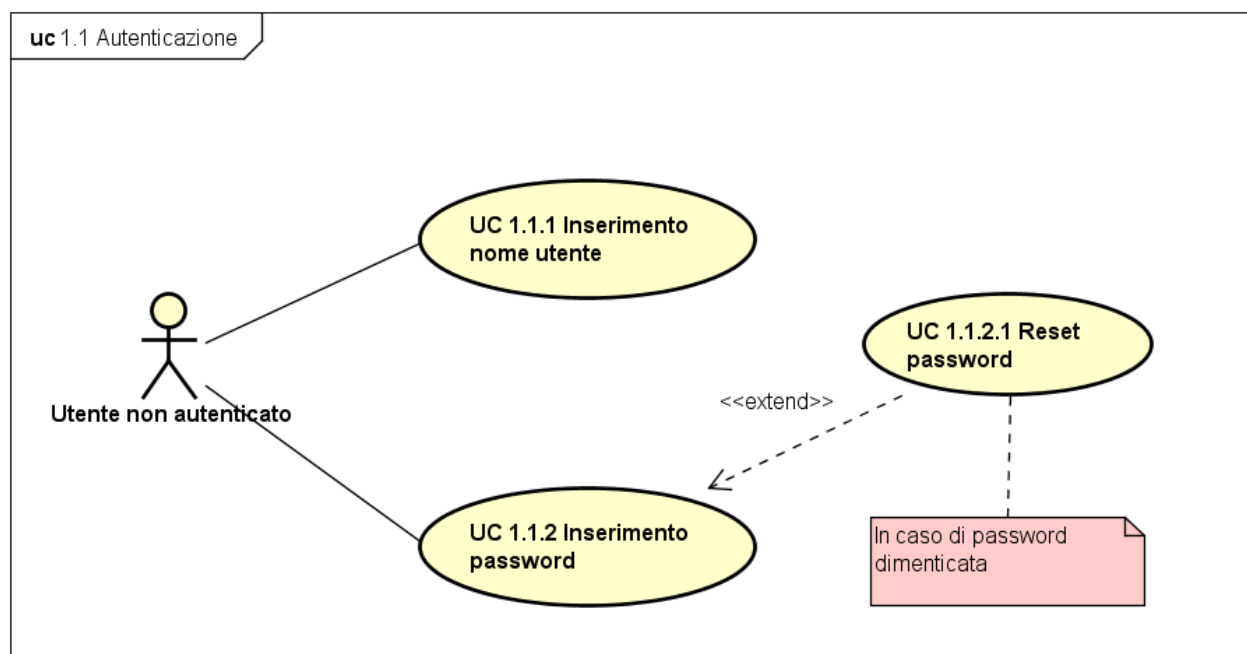 uc 1.1 Autenticazione
UC 1.1.1 Inserimento
nome utente
UC 1.1.2.1 Reset
password
Utente non autenticato
<<extend>>
UC 1.1.2 Inserimento
password
In caso di password
dimenticata